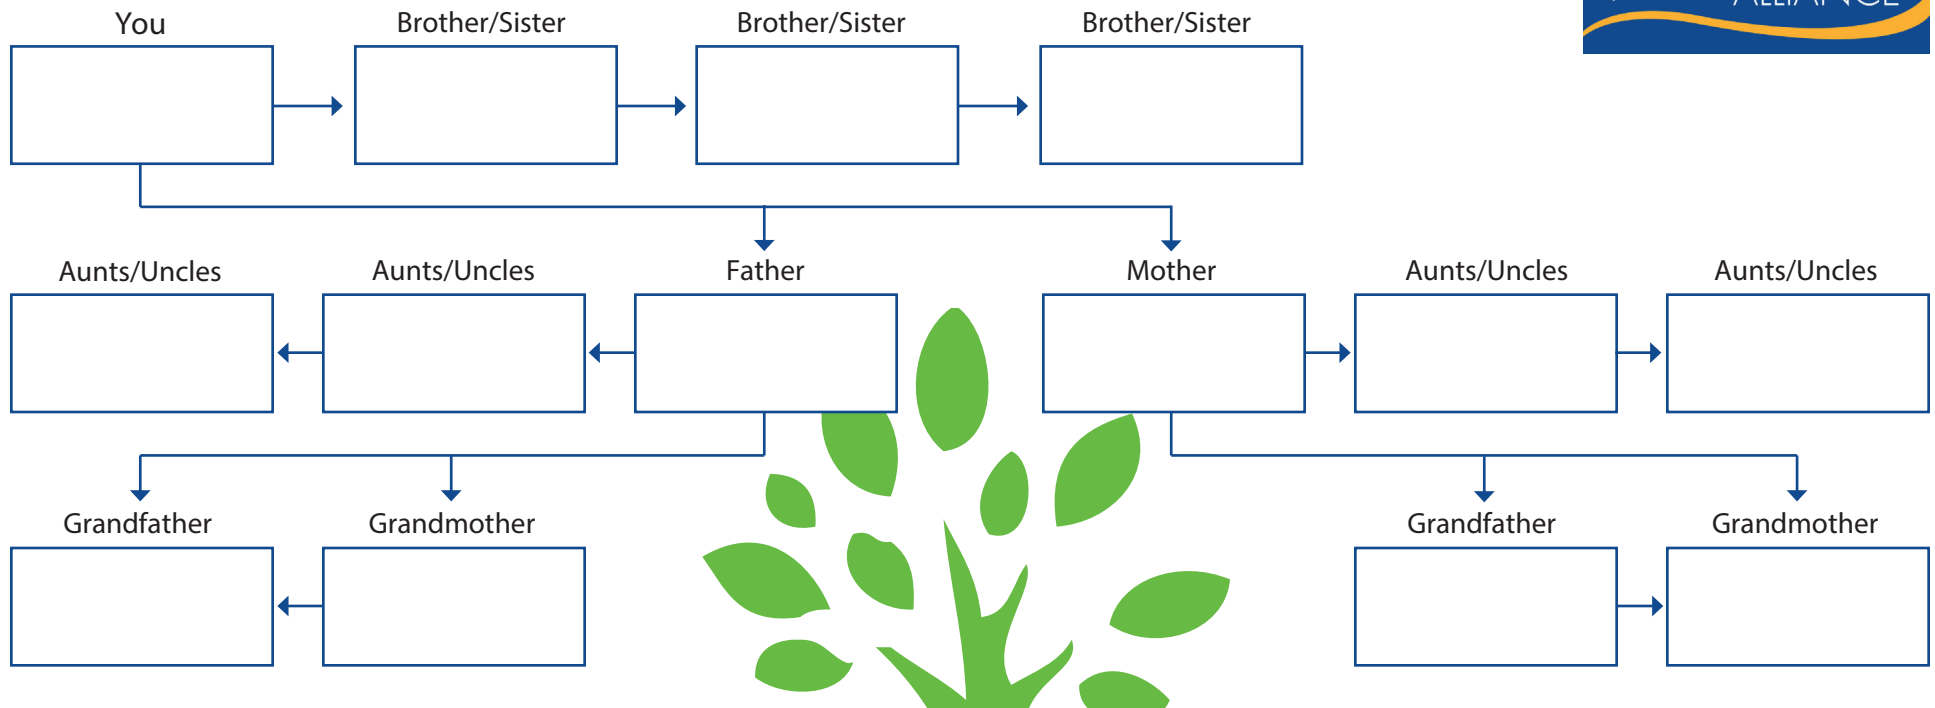 ALLIANCE
You Brother/Sister Brother/Sister Brother/Sister
Aunts/Uncles Aunts/Uncles Father Mother Aunts/Uncles Aunts/Uncles
Grandfather Grandmother Grandfather Grandmother